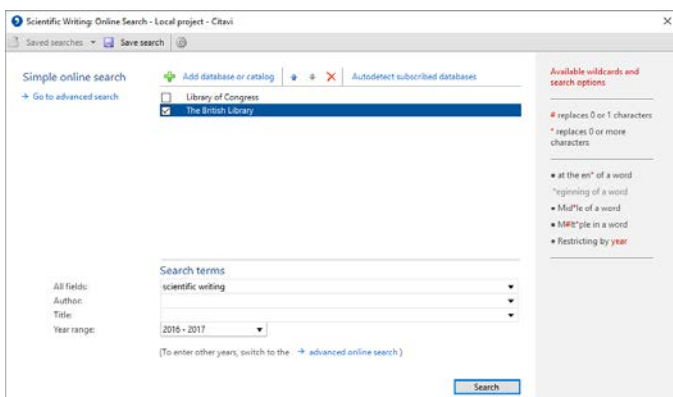 Scientific Writing: Online Search - Local project - Citavi
Saved searches Save search
Simple online search
Add database or catalog
Autodetect subscribed databases
→ Go to advanced search
Library of Congress
The British Library
Search terms
All fields: scientific writing
Author:
Title:
Year range: 2016 - 2017
(To enter other years, switch to the → advanced online search )
Search
Available wildcards and
search options
# replaces 0 or 1 characters
* replaces 0 or more
characters
• at the en* of a word
*eginning of a word
• Mid*le of a word
• M#lt*ple in a word
• Restricting by year